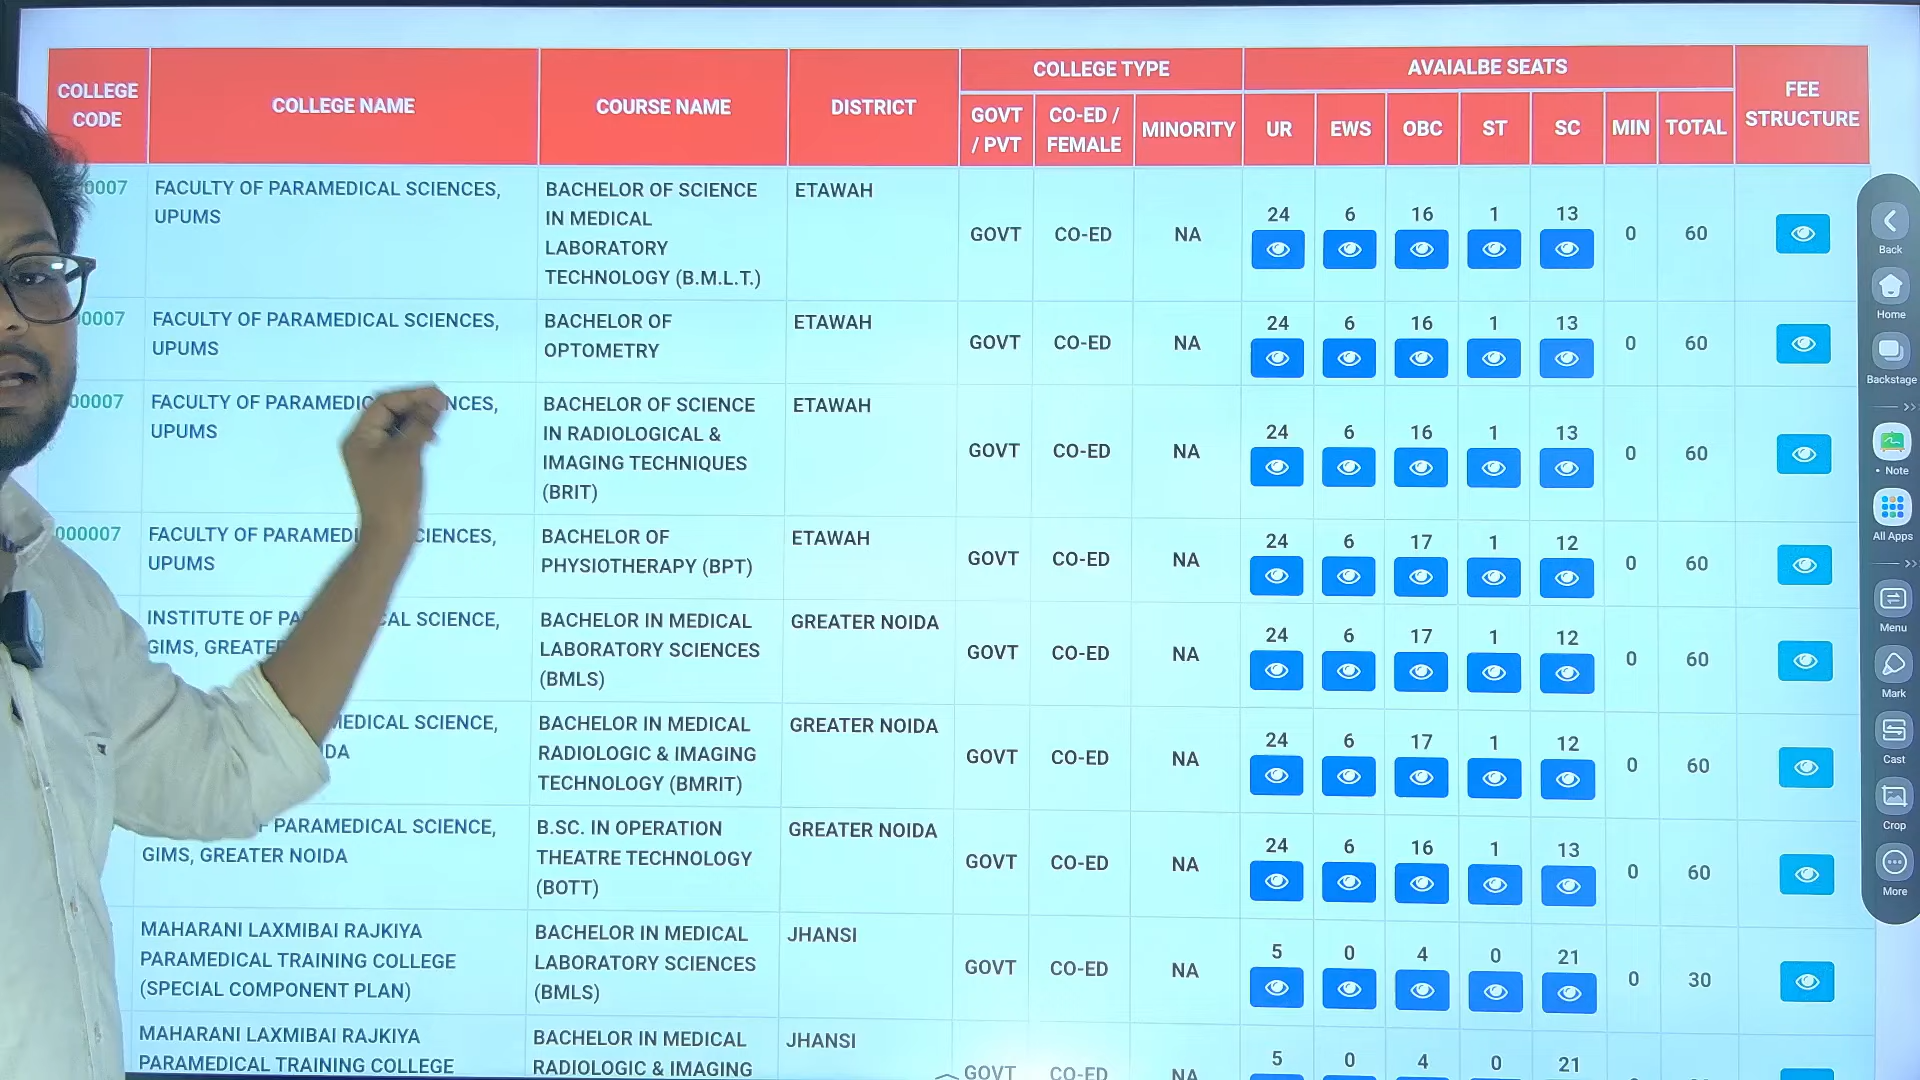 COLLEGE
CODE
COLLEGE NAME
COURSE NAME
DISTRICT
COLLEGE TYPE
GOVT
/ PVT
CO-ED /
FEMALE
MINORITY
AVAIALBE SEATS
UR
EWS
OBC
ST
SC
MIN
TOTAL
FEE
STRUCTURE
0007
FACULTY OF PARAMEDICAL SCIENCES,
UPUMS
BACHELOR OF SCIENCE
IN MEDICAL
LABORATORY
TECHNOLOGY (B.M.L.T.)
ETAWAH
GOVT
CO-ED
NA
24
6
16
1
13
0
60
0007
FACULTY OF PARAMEDICAL SCIENCES,
UPUMS
BACHELOR OF
OPTOMETRY
ETAWAH
GOVT
CO-ED
NA
24
6
16
1
13
0
60
00007
FACULTY OF NCES,
UPUMS
BACHELOR OF SCIENCE
IN RADIOLOGICAL &
IMAGING TECHNIQUES
(BRIT)
ETAWAH
GOVT
CO-ED
NA
24
6
16
1
13
0
60
000007
FACULTY OF CIENCES,
UPUMS
BACHELOR OF
PHYSIOTHERAPY (BPT)
ETAWAH
GOVT
CO-ED
NA
24
6
17
1
12
0
60
INSTITUTE OF CAL SCIENCE,
GIMS,
BACHELOR IN MEDICAL
LABORATORY SCIENCES
(BMLS)
GREATER NOIDA
GOVT
CO-ED
NA
24
6
17
1
12
0
60
MEDICAL SCIENCE,
DA
BACHELOR IN MEDICAL
RADIOLOGIC & IMAGING
TECHNOLOGY (BMRIT)
GREATER NOIDA
GOVT
CO-ED
NA
24
6
17
1
12
0
60
F PARAMEDICAL SCIENCE,
GIMS, GREATER NOIDA
B.SC. IN OPERATION
THEATRE TECHNOLOGY
(BOTT)
GREATER NOIDA
GOVT
CO-ED
NA
24
6
16
1
13
0
60
MAHARANI LAXMIBAI RAJKIYA
PARAMEDICAL TRAINING COLLEGE
(SPECIAL COMPONENT PLAN)
BACHELOR IN MEDICAL
LABORATORY SCIENCES
(BMLS)
JHANSI
GOVT
CO-ED
NA
5
0
4
0
21
0
30
MAHARANI LAXMIBAI RAJKIYA
PARAMEDICAL TRAINING COLLEGE
BACHELOR IN MEDICAL
RADIOLOGIC & IMAGING
JHANSI
GOVT
CO-ED
NA
5
0
4
0
21
Back
Home
Backstage
Note
All Apps
Menu
Mark
Cast
Crop
More